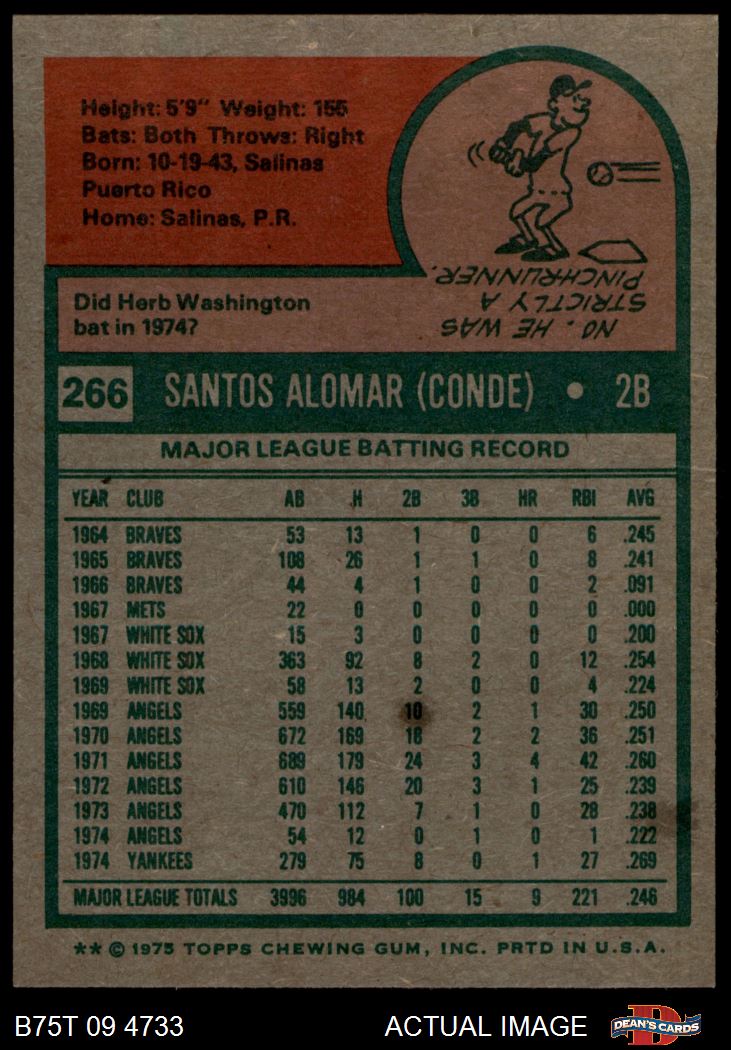 Height: 5'9" Weight: 155
Bats: Both Throws: Right
Born: 10-19-43, Salinas
Puerto Rico
Home: Salinas, P.R.
Did Herb Washington
bat in 1974?
NO. HE WAS
STRICTLY A
PINCHRUNNER.
266 SANTOS ALOMAR (CONDE) • 2B
MAJOR LEAGUE BATTING RECORD
YEAR CLUB AB H 2B 3B HR RBI AVG
1964 BRAVES 53 13 1 0 0 6 .245
1965 BRAVES 108 26 1 1 0 8 .241
1966 BRAVES 44 4 1 0 0 2 .091
1967 METS 22 0 0 0 0 0 .000
1967 WHITE SOX 15 3 0 0 0 0 .200
1968 WHITE SOX 363 92 8 2 0 12 .254
1969 WHITE SOX 58 13 2 0 0 4 .224
1969 ANGELS 559 140 10 2 1 30 .250
1970 ANGELS 672 169 18 2 2 36 .251
1971 ANGELS 689 179 24 3 4 42 .260
1972 ANGELS 610 146 20 3 1 25 .239
1973 ANGELS 470 112 7 1 0 28 .238
1974 ANGELS 54 12 0 1 0 1 .222
1974 YANKEES 279 75 8 0 1 27 .269
MAJOR LEAGUE TOTALS 3996 984 100 15 9 221 .246
** © 1975 TOPPS CHEWING GUM, INC. PRTD IN U.S.A.
B75T 09 4733 ACTUAL IMAGE D DEAN'S CARDS